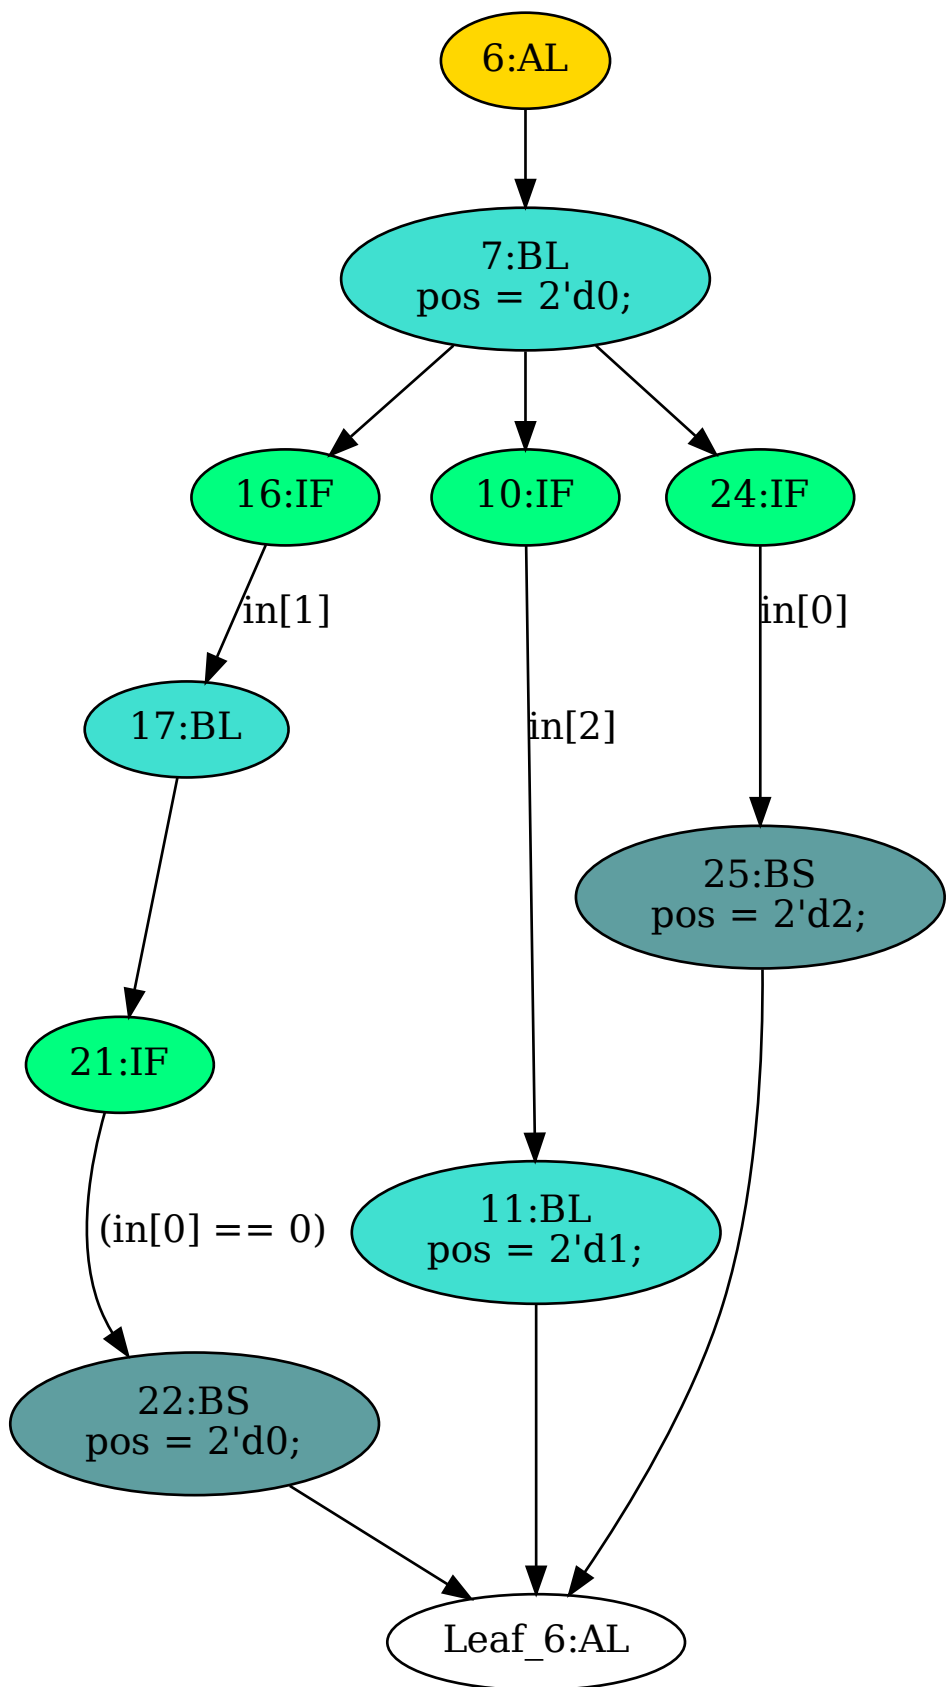 6:AL
7:BL
pos = 2'd0;
16:IF
10:IF
24:IF
in[1]
in[0]
17:BL
in[2]
25:BS
pos = 2'd2;
21:IF
(in[0] == 0)
11:BL
pos = 2'd1;
22:BS
pos = 2'd0;
Leaf_6:AL